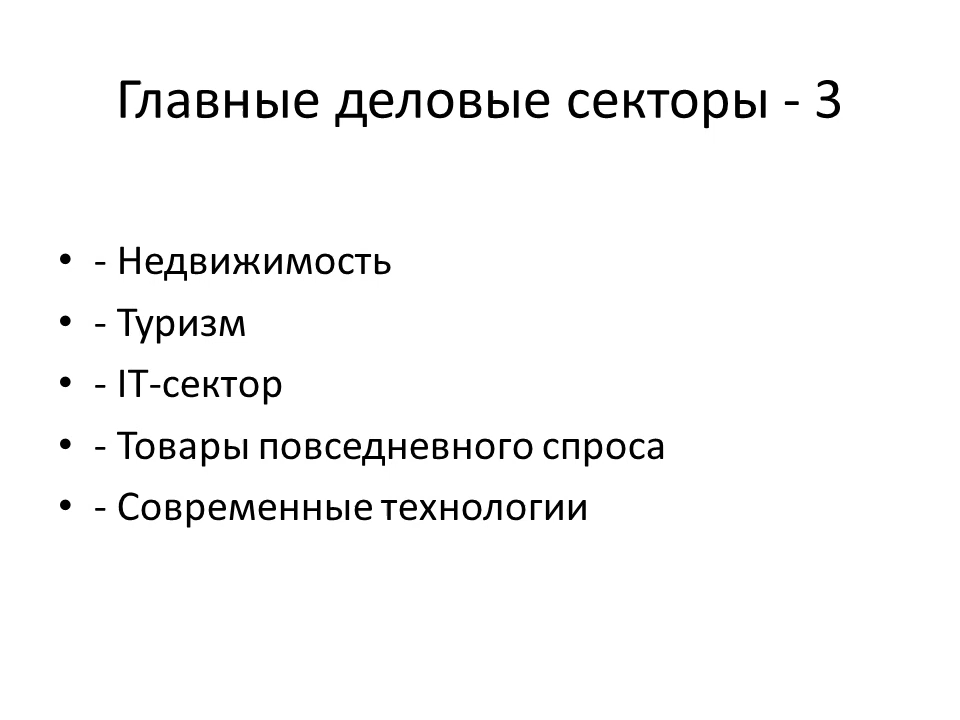 Главные деловые секторы - 3
• - Недвижимость
• - Туризм
• - IT-сектор
• - Товары повседневного спроса
• - Современные технологии